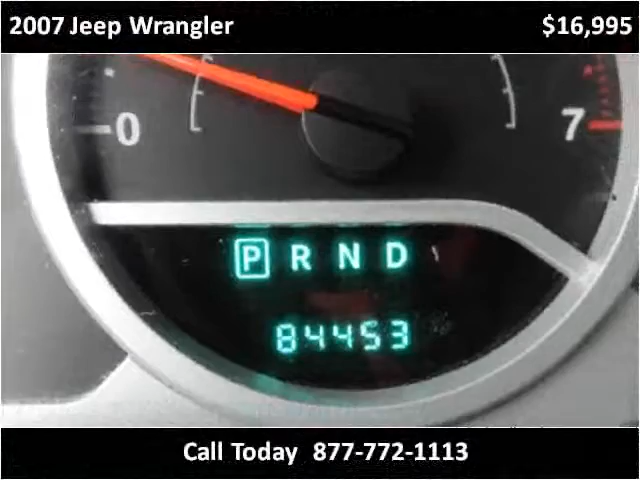 2007 Jeep Wrangler $16,995
0 7
P R N D
84453
Call Today 877-772-1113